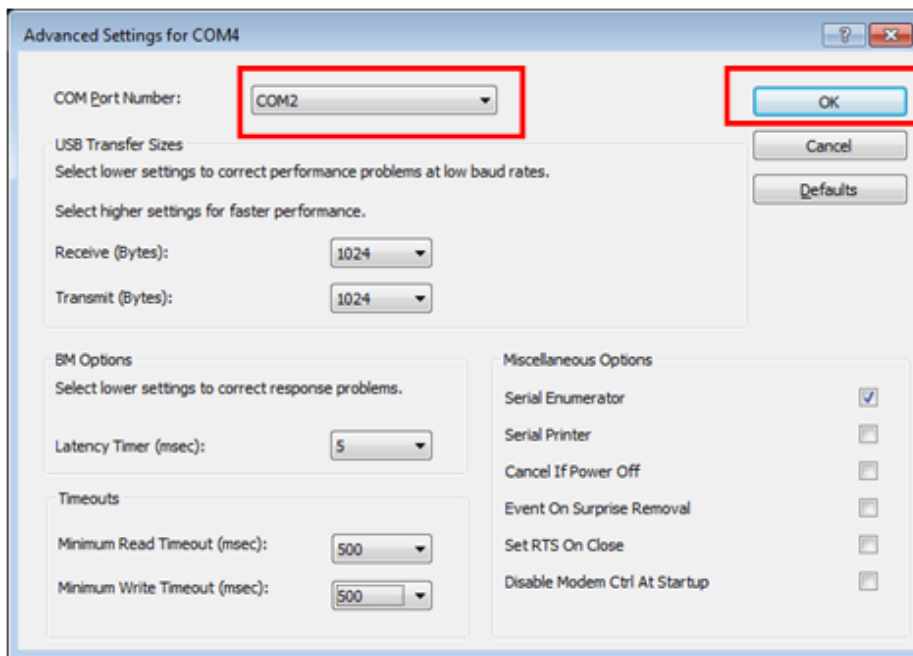 Advanced Settings for COM4
COM Port Number:
COM2
OK
Cancel
Defaults
USB Transfer Sizes
Select lower settings to correct performance problems at low baud rates.
Select higher settings for faster performance.
Receive (Bytes):
1024
Transmit (Bytes):
1024
BM Options
Select lower settings to correct response problems.
Latency Timer (msec):
5
Timeouts
Minimum Read Timeout (msec):
500
Minimum Write Timeout (msec):
500
Miscellaneous Options
Serial Enumerator
Serial Printer
Cancel If Power Off
Event On Surprise Removal
Set RTS On Close
Disable Modem Ctrl At Startup